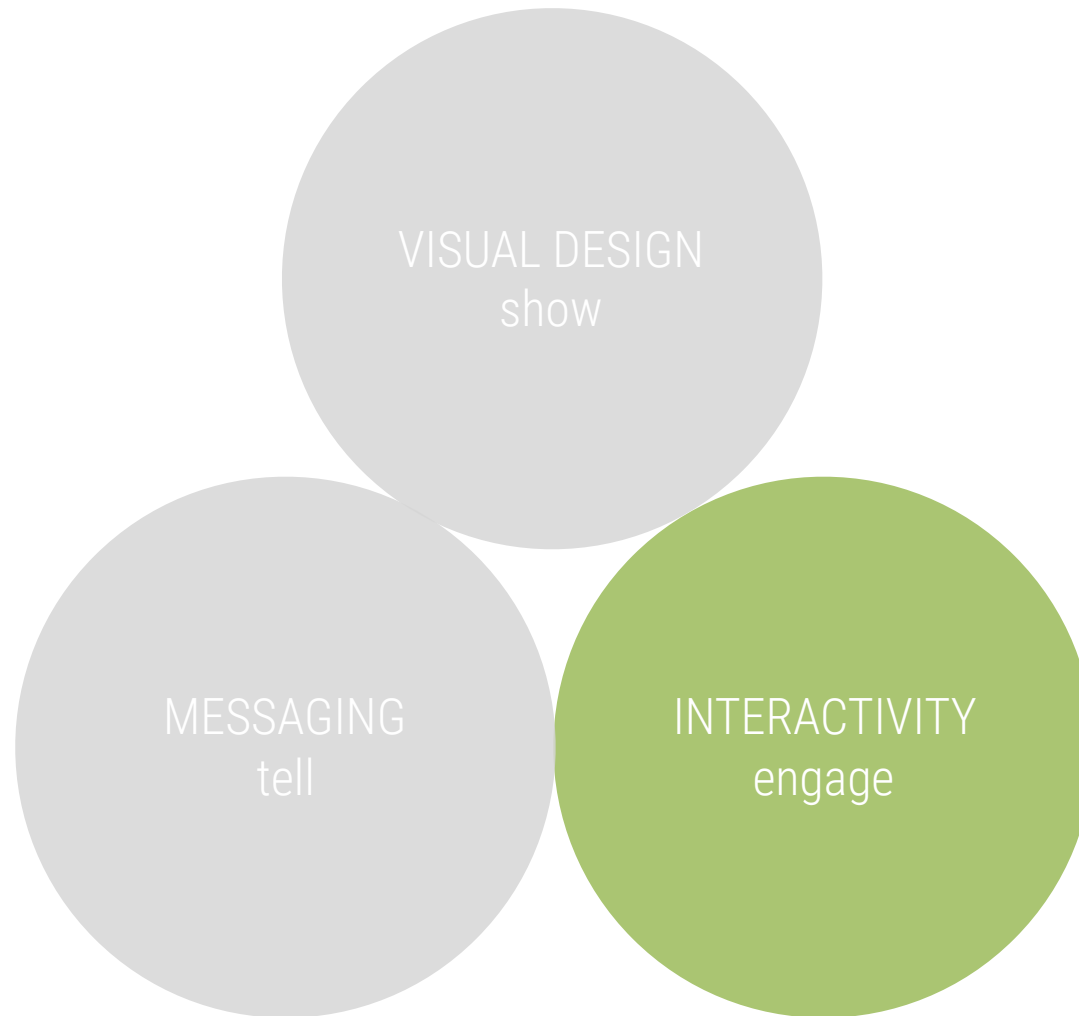 VISUAL DESIGN
show
MESSAGING
tell
INTERACTIVITY
engage